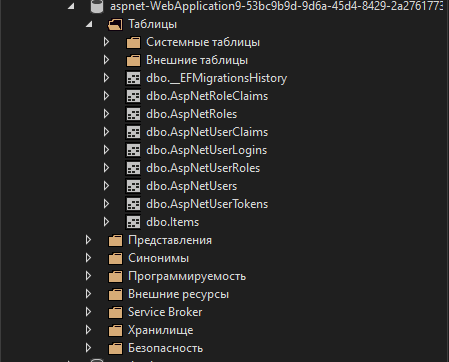 aspnet-WebApplication9-53bc9b9d-9d6a-45d4-8429-2a2761773
Таблицы
Системные таблицы
Внешние таблицы
dbo.__EFMigrationsHistory
dbo.AspNetRoleClaims
dbo.AspNetRoles
dbo.AspNetUserClaims
dbo.AspNetUserLogins
dbo.AspNetUserRoles
dbo.AspNetUsers
dbo.AspNetUserTokens
dbo.Items
Представления
Синонимы
Программируемость
Внешние ресурсы
Service Broker
Хранилище
Безопасность